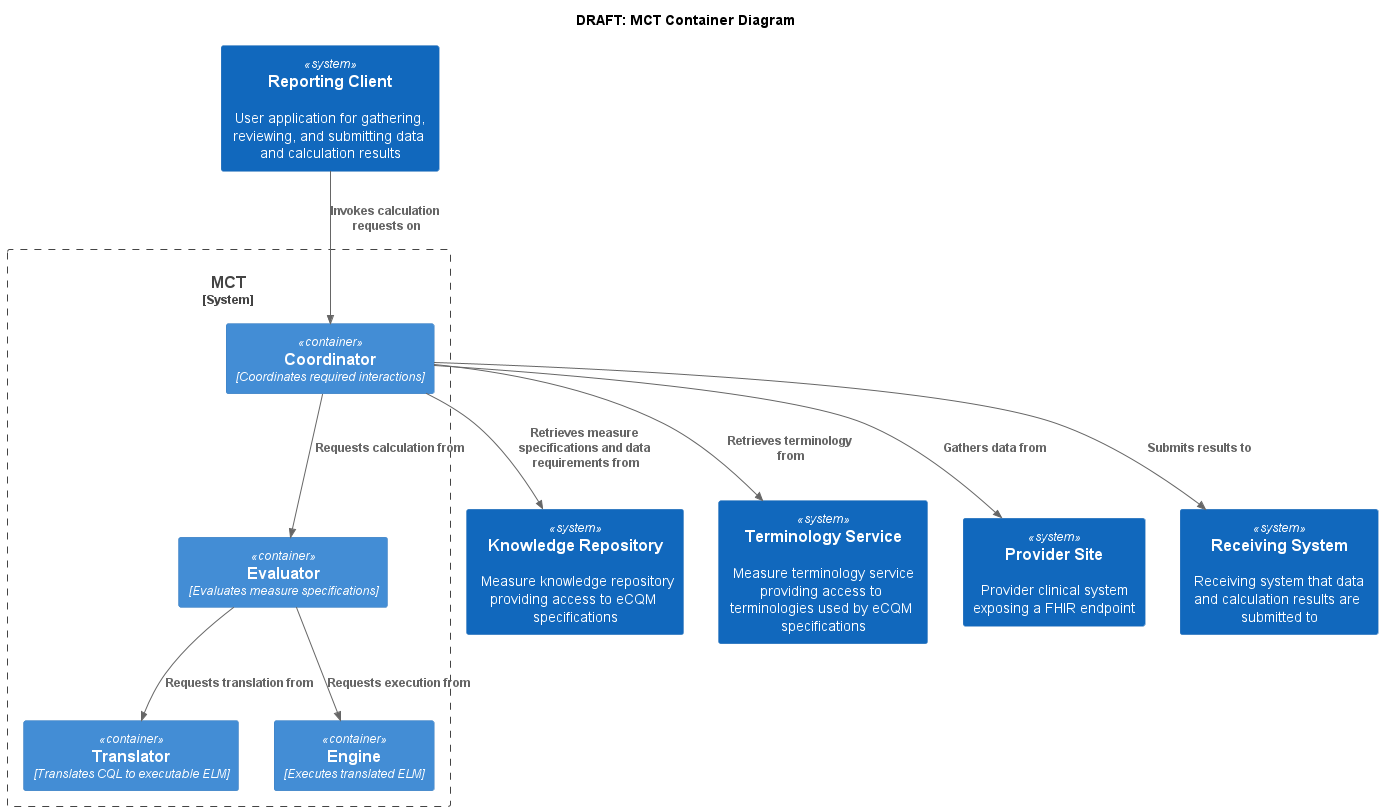 DRAFT: MCT Container Diagram
«system»
Reporting Client
User application for gathering,
reviewing, and submitting data
and calculation results
Invokes calculation
requests on
MCT
[System]
«container»
Coordinator
[Coordinates required interactions]
Requests calculation from
Retrieves measure
specifications and data
requirements from
Retrieves terminology
from
Gathers data from
Submits results to
«system»
Knowledge Repository
Measure knowledge repository
providing access to eCQM
specifications
«system»
Terminology Service
Measure terminology service
providing access to
terminologies used by eCQM
specifications
«system»
Provider Site
Provider clinical system
exposing a FHIR endpoint
«system»
Receiving System
Receiving system that data
and calculation results are
submitted to
«container»
Evaluator
[Evaluates measure specifications]
Requests translation from
Requests execution from
«container»
Translator
[Translates CQL to executable ELM]
«container»
Engine
[Executes translated ELM]